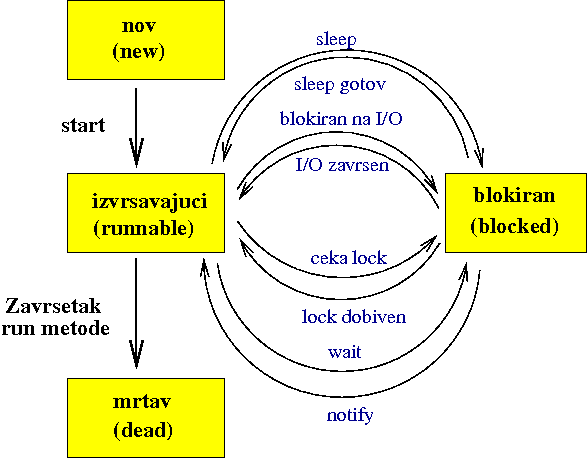 nov
(new)
sleep
sleep gotov
blokiran na I/O
start
I/O zavrsen
izvrsavajuci
(runnable)
blokiran
(blocked)
ceka lock
Zavrsetak
run metode
lock dobiven
wait
mrtav
(dead)
notify